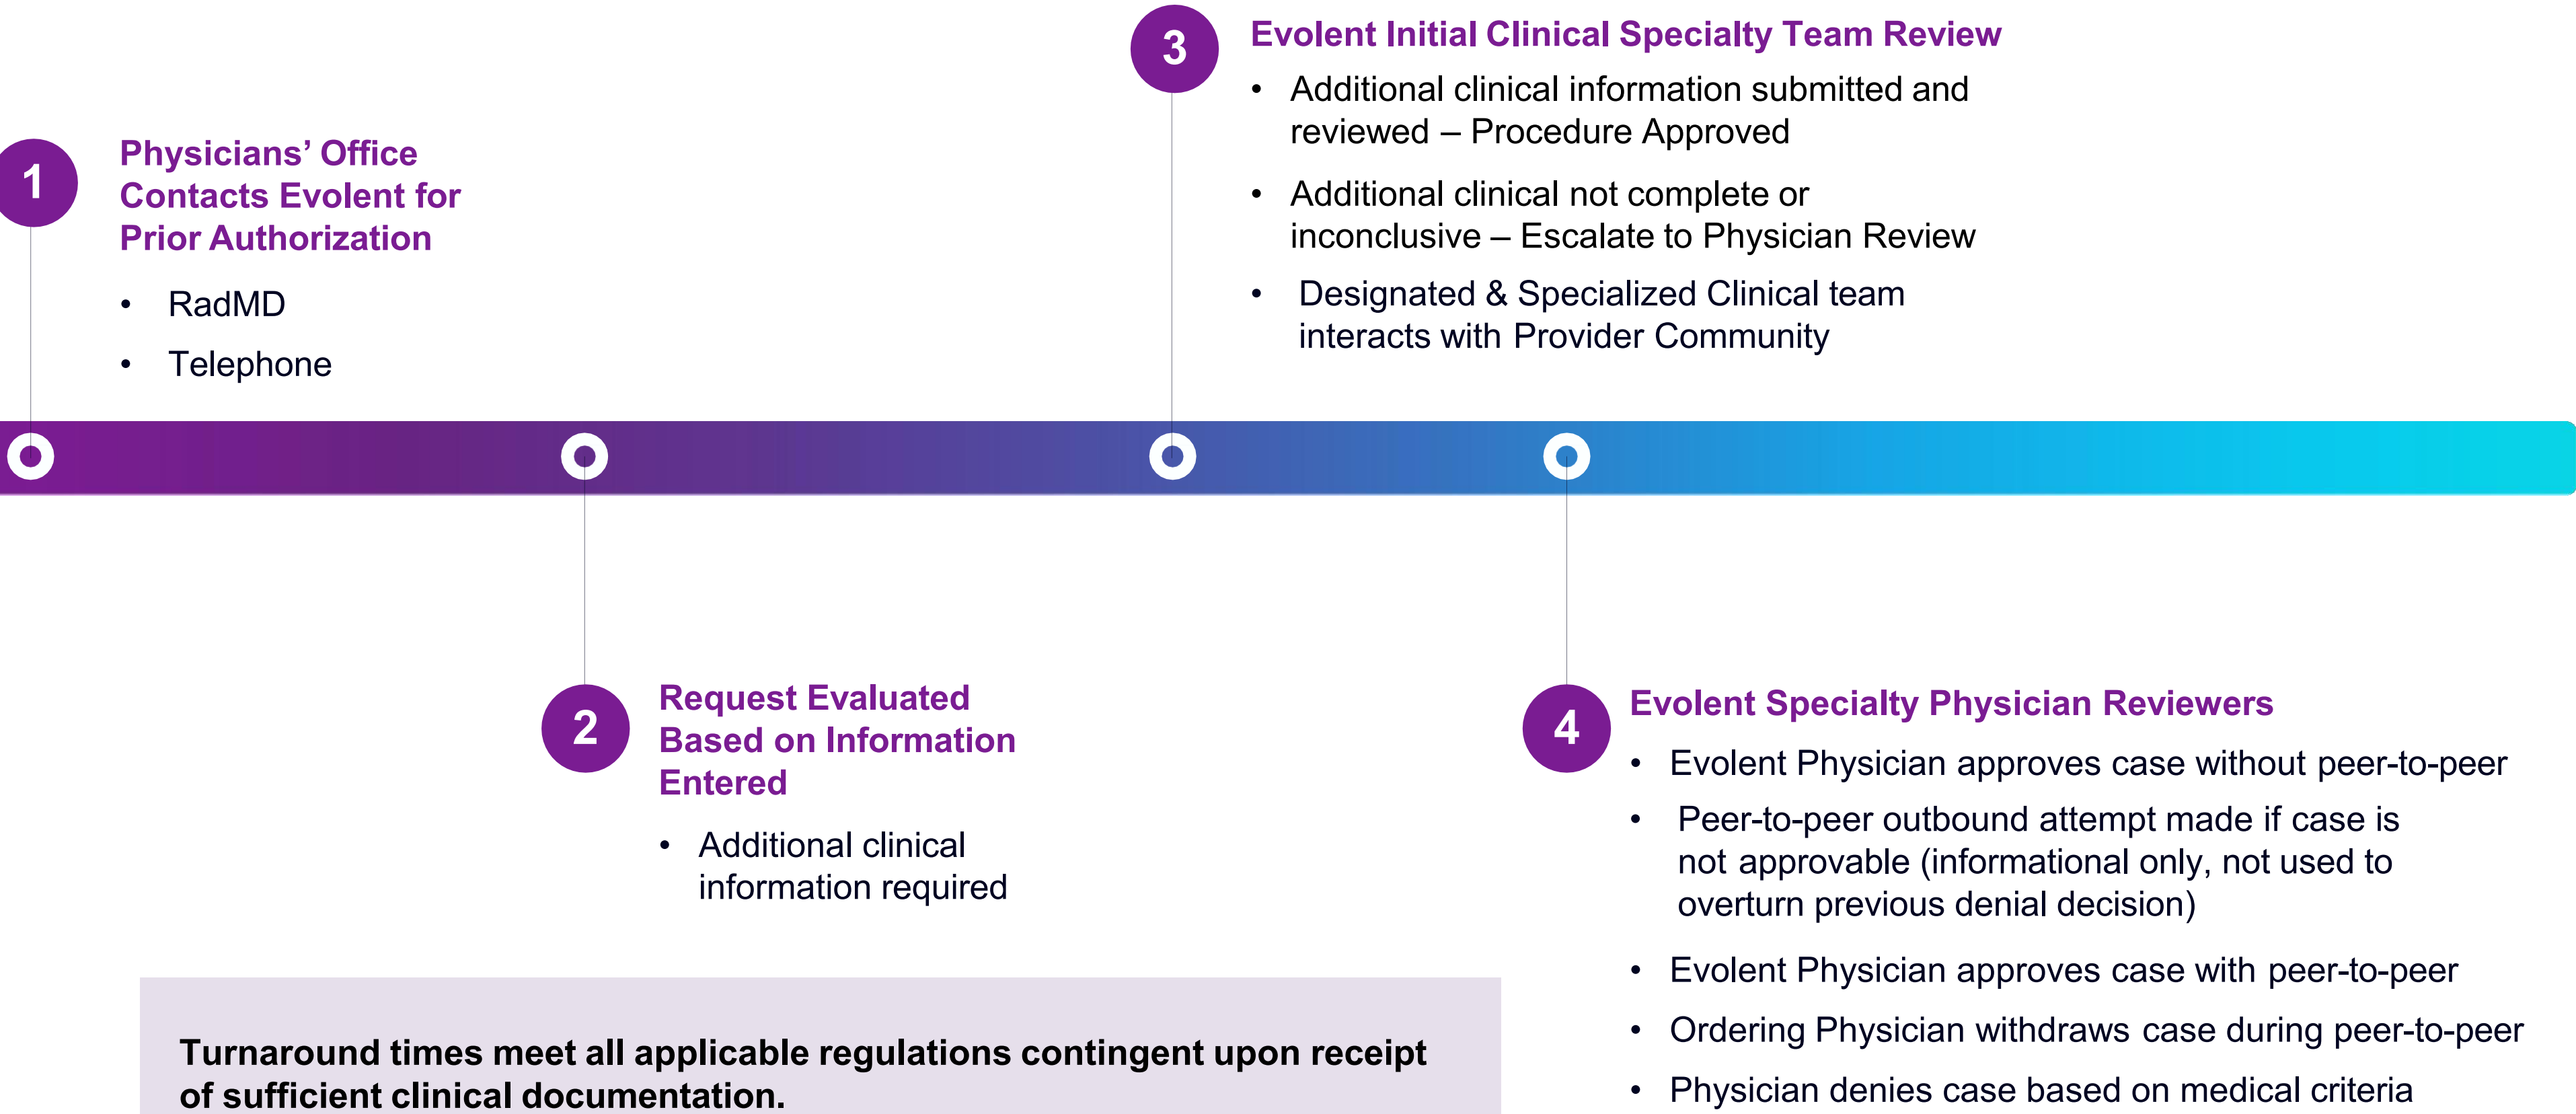 1
Physicians’ Office
Contacts Evolent for
Prior Authorization
• RadMD
• Telephone
2
Request Evaluated
Based on Information
Entered
• Additional clinical
information required
3
Evolent Initial Clinical Specialty Team Review
• Additional clinical information submitted and
reviewed – Procedure Approved
• Additional clinical not complete or
inconclusive – Escalate to Physician Review
• Designated & Specialized Clinical team
interacts with Provider Community
4
Evolent Specialty Physician Reviewers
• Evolent Physician approves case without peer-to-peer
• Peer-to-peer outbound attempt made if case is
not approvable (informational only, not used to
overturn previous denial decision)
• Evolent Physician approves case with peer-to-peer
• Ordering Physician withdraws case during peer-to-peer
• Physician denies case based on medical criteria
Turnaround times meet all applicable regulations contingent upon receipt
of sufficient clinical documentation.